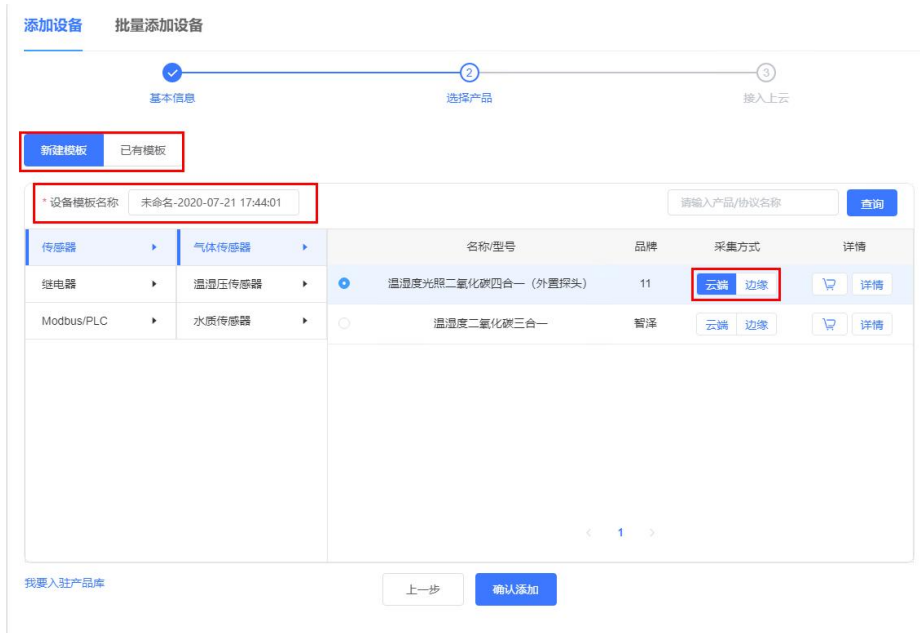 添加设备 批量添加设备
2 3
基本信息 选择产品 接入上云
新建模板 已有模板
* 设备模板名称 未命名-2020-07-21 17:44:01 请输入产品/协议名称 查询
传感器 气体传感器 名称/型号 品牌 采集方式 详情
继电器 温湿压传感器 温湿度光照二氧化碳四合一（外置探头） 11 云端 边缘 详情
Modbus/PLC 水质传感器 温湿度二氧化碳三合一 智泽 云端 边缘 详情
< 1 >
我要入驻产品库 上一步 确认添加